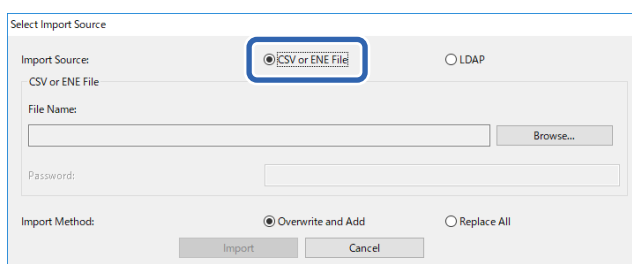 Select Import Source
Import Source: CSV or ENE File LDAP
CSV or ENE File
File Name:
Browse...
Password:
Import Method: Overwrite and Add Replace All
Import Cancel